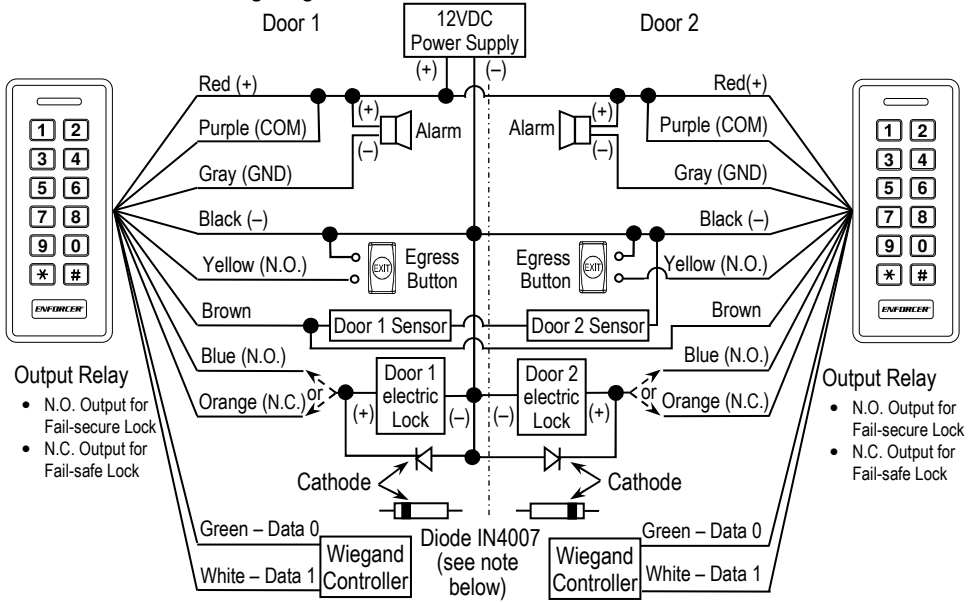 Door 1
12VDC
Power Supply
Door 2
(+)
(–)
Red (+)
Red(+)
1 2
3 4
5 6
7 8
9 0
* #
ENFORCER
Purple (COM)
(+)
(–)
Alarm
Alarm
(+)
(–)
Purple (COM)
Gray (GND)
Gray (GND)
Black (–)
Black (–)
Yellow (N.O.)
EXIT
Egress
Button
Egress
Button
EXIT
Yellow (N.O.)
Brown
Door 1 Sensor
Door 2 Sensor
Brown
Blue (N.O.)
Blue (N.O.)
or
Orange (N.C.)
(+)
Door 1
electric
Lock
(–)
(–)
Door 2
electric
Lock
(+)
or
Orange (N.C.)
1 2
3 4
5 6
7 8
9 0
* #
ENFORCER
Output Relay
• N.O. Output for
Fail-secure Lock
• N.C. Output for
Fail-safe Lock
Output Relay
• N.O. Output for
Fail-secure Lock
• N.C. Output for
Fail-safe Lock
Cathode
Cathode
Diode IN4007
(see note
below)
Green – Data 0
White – Data 1
Wiegand
Controller
Wiegand
Controller
Green – Data 0
White – Data 1